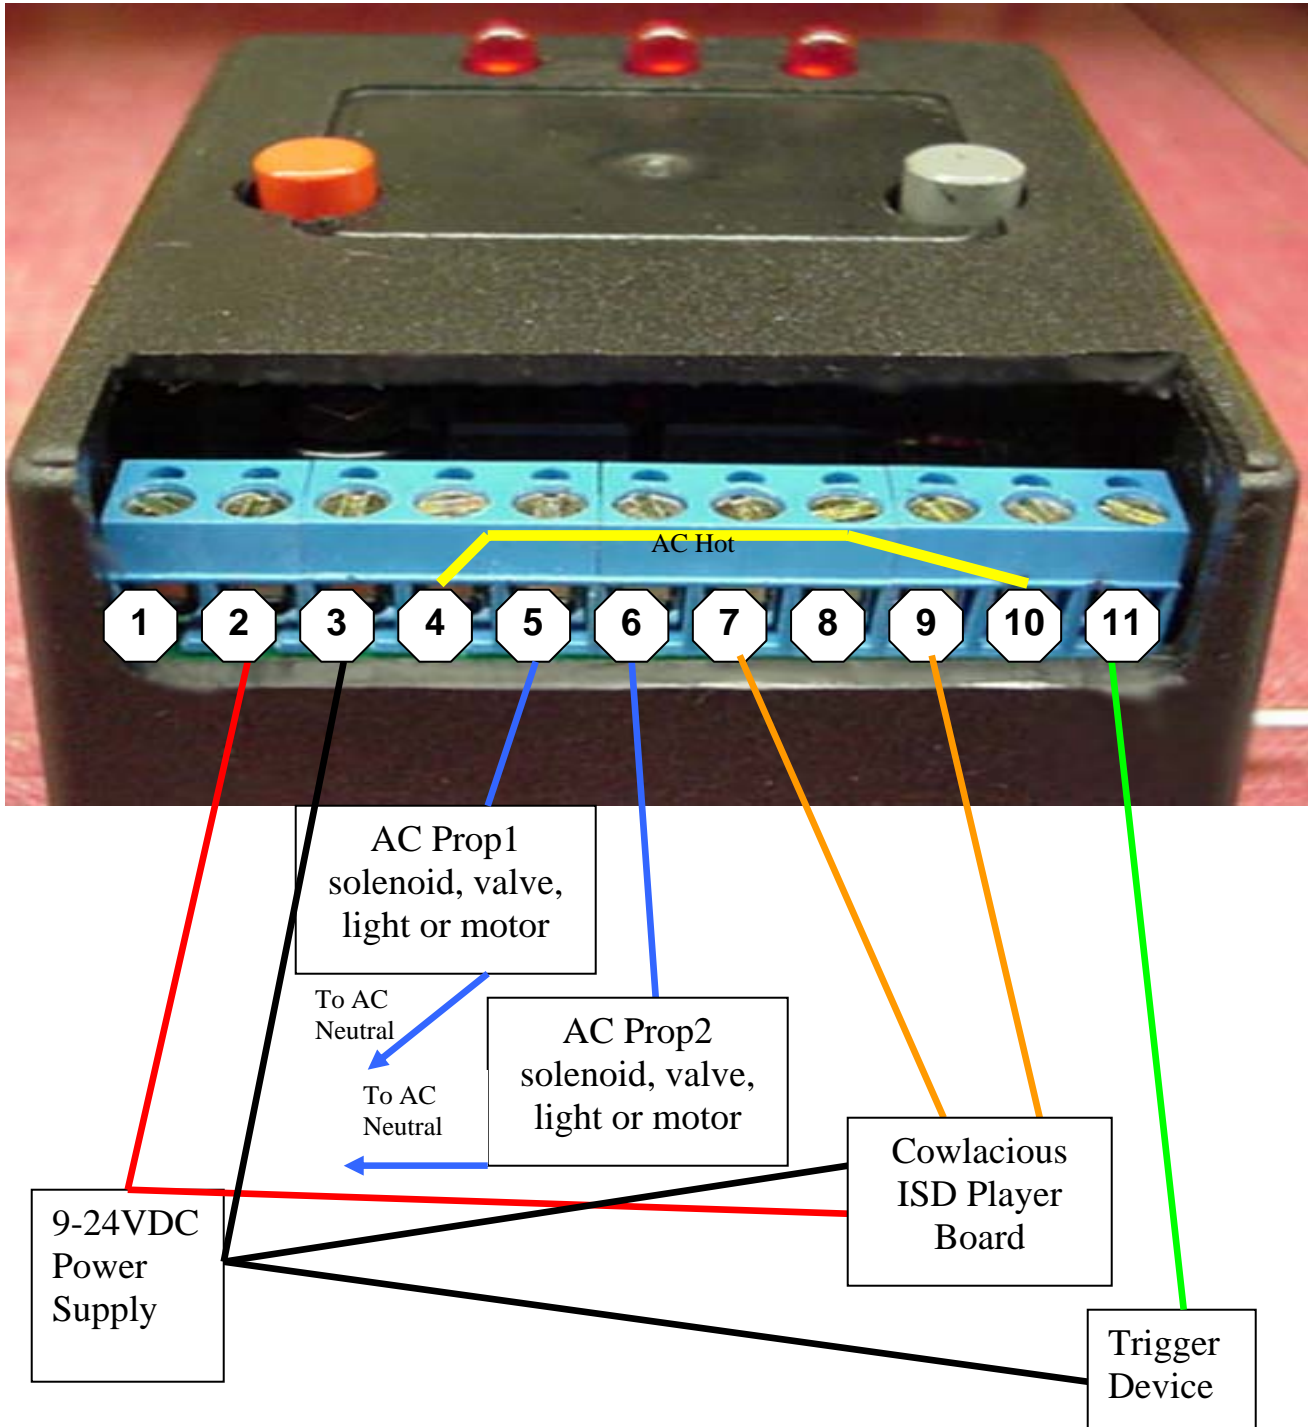 AC Hot
1 2 3 4 5 6 7 8 9 10 11
AC Prop1
solenoid, valve,
light or motor
To AC
Neutral
AC Prop2
solenoid, valve,
light or motor
To AC
Neutral
Cowlacious
ISD Player
Board
9-24VDC
Power
Supply
Trigger
Device